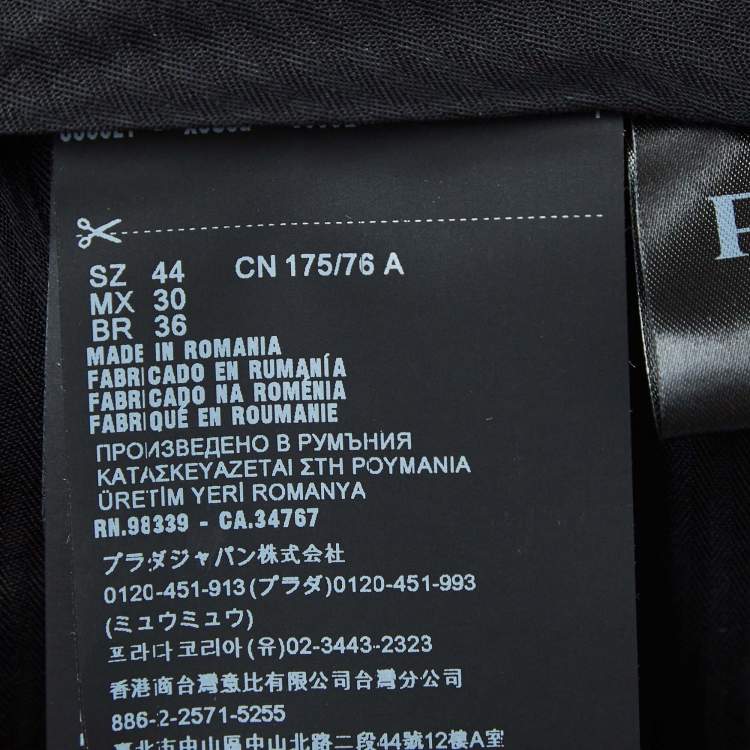 SZ 44 CN 175/76 A
MX 30
BR 36
MADE IN ROMANIA
FABRICADO EN RUMANÍA
FABRICADO NA ROMÉNIA
FABRIQUÉ EN ROUMANIE
ПРОИЗВЕДЕНО В РУМЪНИЯ
ΚΑΤΑΣΚΕΥΑΖΕΤΑΙ ΣΤΗ ΡΟΥΜΑΝΙΑ
ÜRETİM YERİ ROMANYA
RN.98339 - CA.34767
プラダジャパン株式会社
0120-451-913(プラダ)0120-451-993
(ミュウミュウ)
프라다 코리아(유)02-3443-2323
香港商台灣意比有限公司台灣分公司
886-2-2571-5255
臺北市中山區中山北路二段44號12樓A室